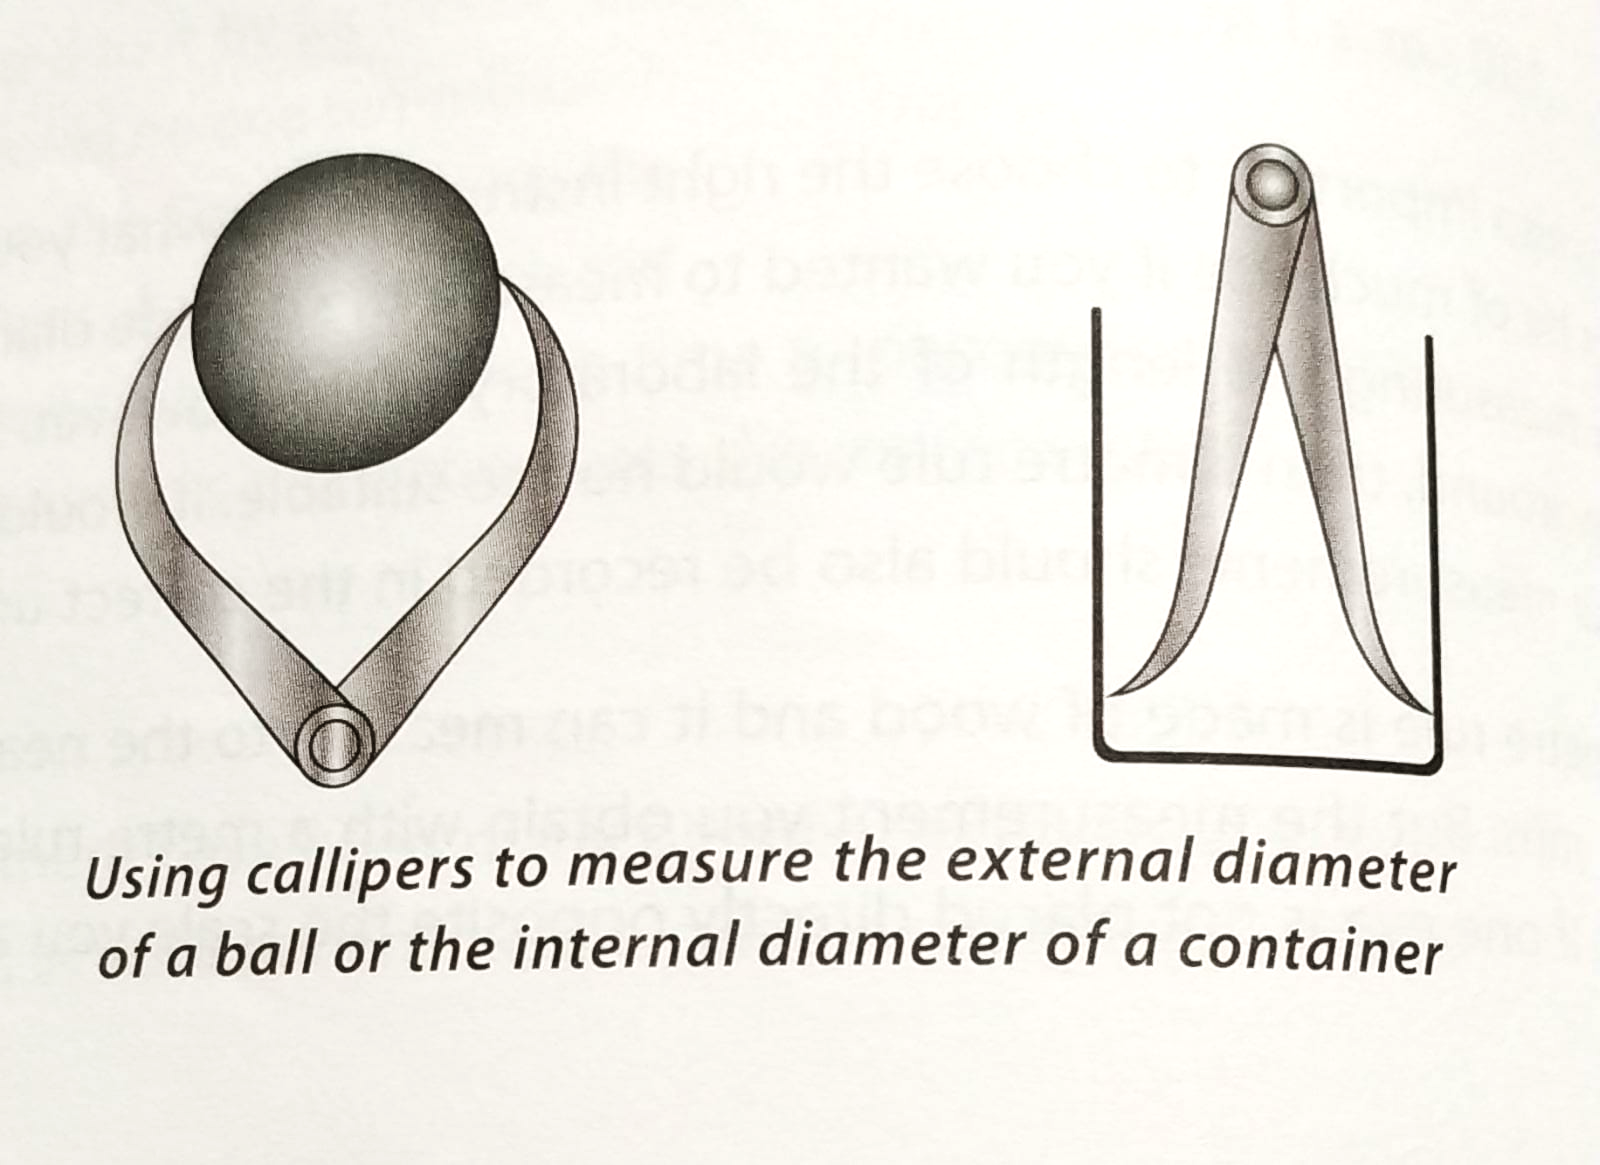 Using callipers to measure the external diameter
of a ball or the internal diameter of a container